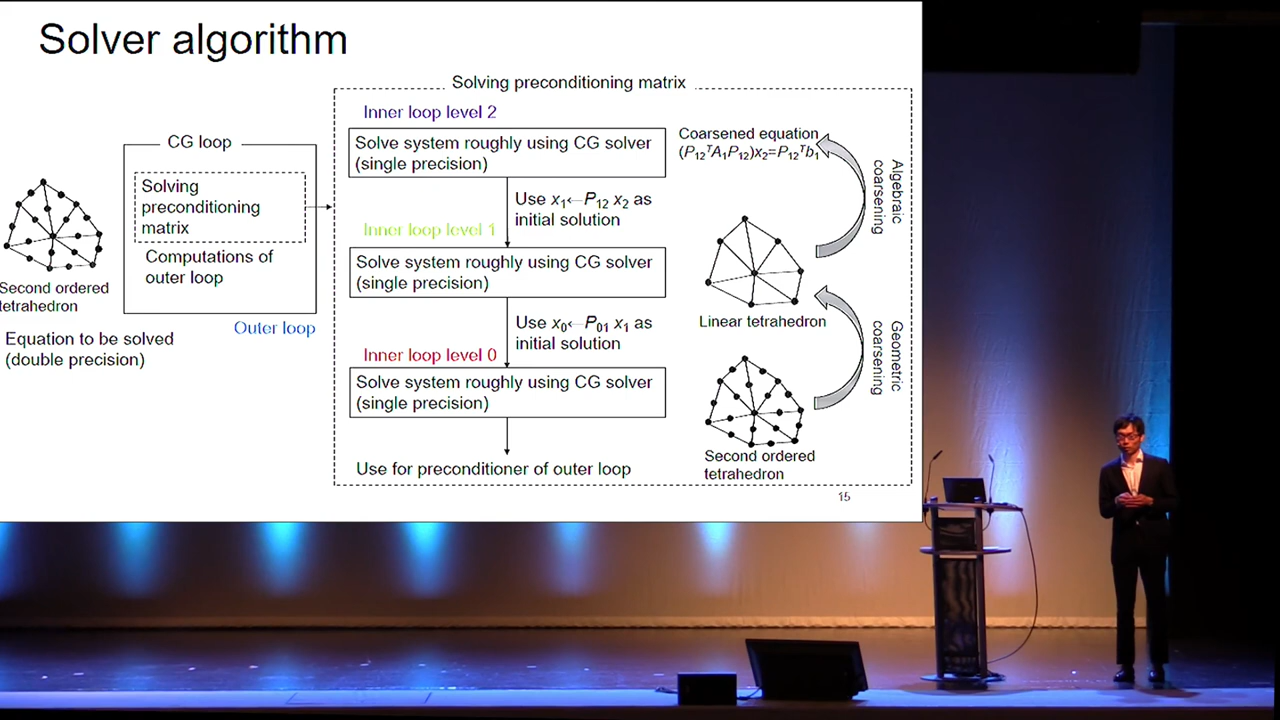 Solver algorithm
Solving preconditioning matrix
CG loop
Solving
preconditioning
matrix
Computations of
outer loop
Outer loop
Second ordered
tetrahedron
Equation to be solved
(double precision)
Inner loop level 2
Solve system roughly using CG solver
(single precision)
Use x₁←P₁₂ x₂ as
initial solution
Inner loop level 1
Solve system roughly using CG solver
(single precision)
Use x₀←P₀₁ x₁ as
initial solution
Inner loop level 0
Solve system roughly using CG solver
(single precision)
Use for preconditioner of outer loop
Coarsened equation
(P₁₂ᵀA₁P₁₂)x₂=P₁₂ᵀb₁
Algebraic
coarsening
Linear tetrahedron
Geometric
coarsening
Second ordered
tetrahedron
15